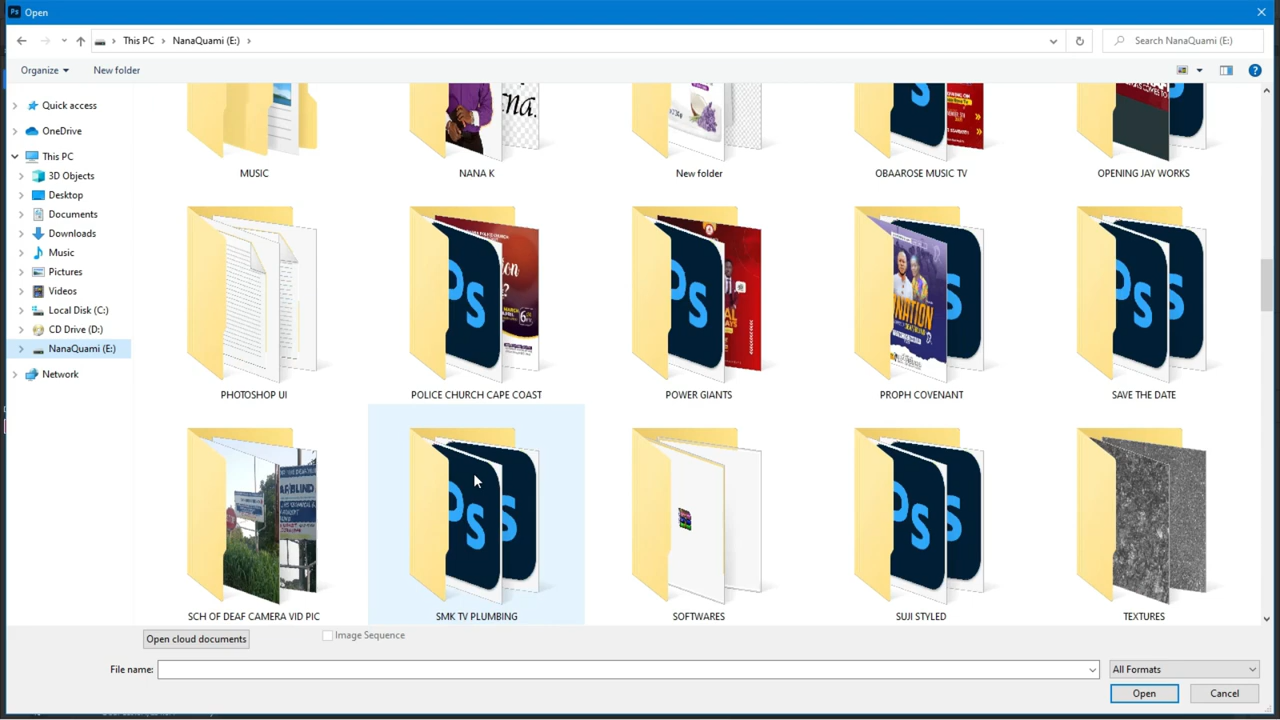 Ps Open
This PC NanaQuami (E:)
Search NanaQuami (E:)
Organize
New folder
Quick access
OneDrive
This PC
3D Objects
Desktop
Documents
Downloads
Music
Pictures
Videos
Local Disk (C:)
CD Drive (D:)
NanaQuami (E:)
Network
MUSIC
NANA K
New folder
OBAAROSE MUSIC TV
OPENING JAY WORKS
PHOTOSHOP UI
POLICE CHURCH CAPE COAST
POWER GIANTS
PROPH COVENANT
SAVE THE DATE
SCH OF DEAF CAMERA VID PIC
SMK TV PLUMBING
SOFTWARES
SUJI STYLED
TEXTURES
Open cloud documents
Image Sequence
File name:
All Formats
Open
Cancel